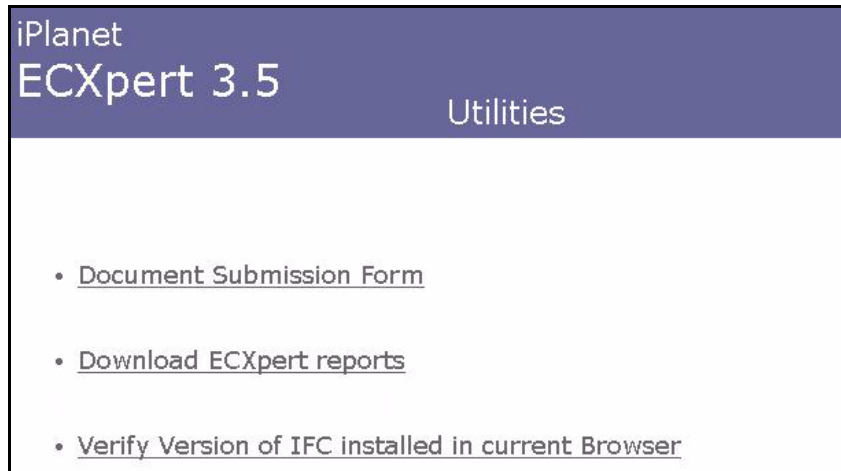 iPlanet
ECXpert 3.5
Utilities
• Document Submission Form
• Download ECXpert reports
• Verify Version of IFC installed in current Browser